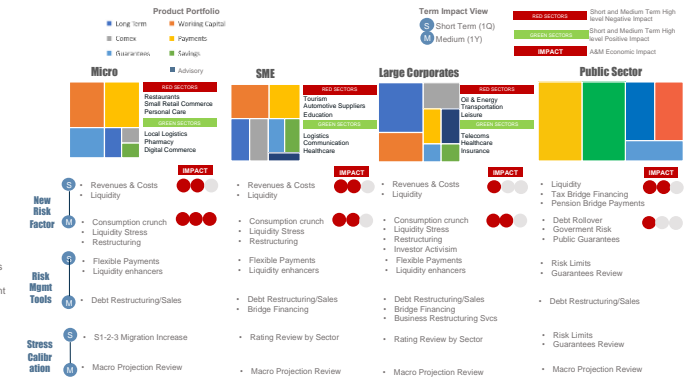 Product Portfolio
Long Term
Working Capital
Comex
Payments
Guarantees
Savings
Advisory
Term Impact View
S Short Term (1Q)
M Medium (1Y)
RED SECTORS
Short and Medium Term High
level Negative Impact
GREEN SECTORS
Short and Medium Term High
level Positive Impact
IMPACT
A&M Economic Impact
Micro
RED SECTORS
Restaurants
Small Retail Commerce
Personal Care
GREEN SECTORS
Local Logistics
Pharmacy
Digital Commerce
SME
RED SECTORS
Tourism
Automotive Suppliers
Education
GREEN SECTORS
Logistics
Communication
Healthcare
Large Corporates
RED SECTORS
Oil & Energy
Transportation
Leisure
GREEN SECTORS
Telecoms
Healthcare
Insurance
Public Sector
IMPACT
IMPACT
IMPACT
IMPACT
New
Risk
Factor
S
• Revenues & Costs
• Liquidity
• Revenues & Costs
• Liquidity
• Revenues & Costs
• Liquidity
• Liquidity
• Tax Bridge Financing
• Pension Bridge Payments
M
• Consumption crunch
• Liquidity Stress
• Restructuring
• Consumption crunch
• Liquidity Stress
• Restructuring
• Consumption crunch
• Liquidity Stress
• Restructuring
• Investor Activisim
• Debt Rollover
• Goverment Risk
• Public Guarantees
Risk
Mgmt
Tools
S
• Flexible Payments
• Liquidity enhancers
• Flexible Payments
• Liquidity enhancers
• Flexible Payments
• Liquidity enhancers
• Risk Limits
• Guarantees Review
M
• Debt Restructuring/Sales
• Debt Restructuring/Sales
• Bridge Financing
• Debt Restructuring/Sales
• Bridge Financing
• Business Restructuring Svcs
• Debt Restructuring/Sales
Stress
Calibr
ation
S
• S1-2-3 Migration Increase
• Rating Review by Sector
• Rating Review by Sector
• Risk Limits
• Guarantees Review
M
• Macro Projection Review
• Macro Projection Review
• Macro Projection Review
• Macro Projection Review